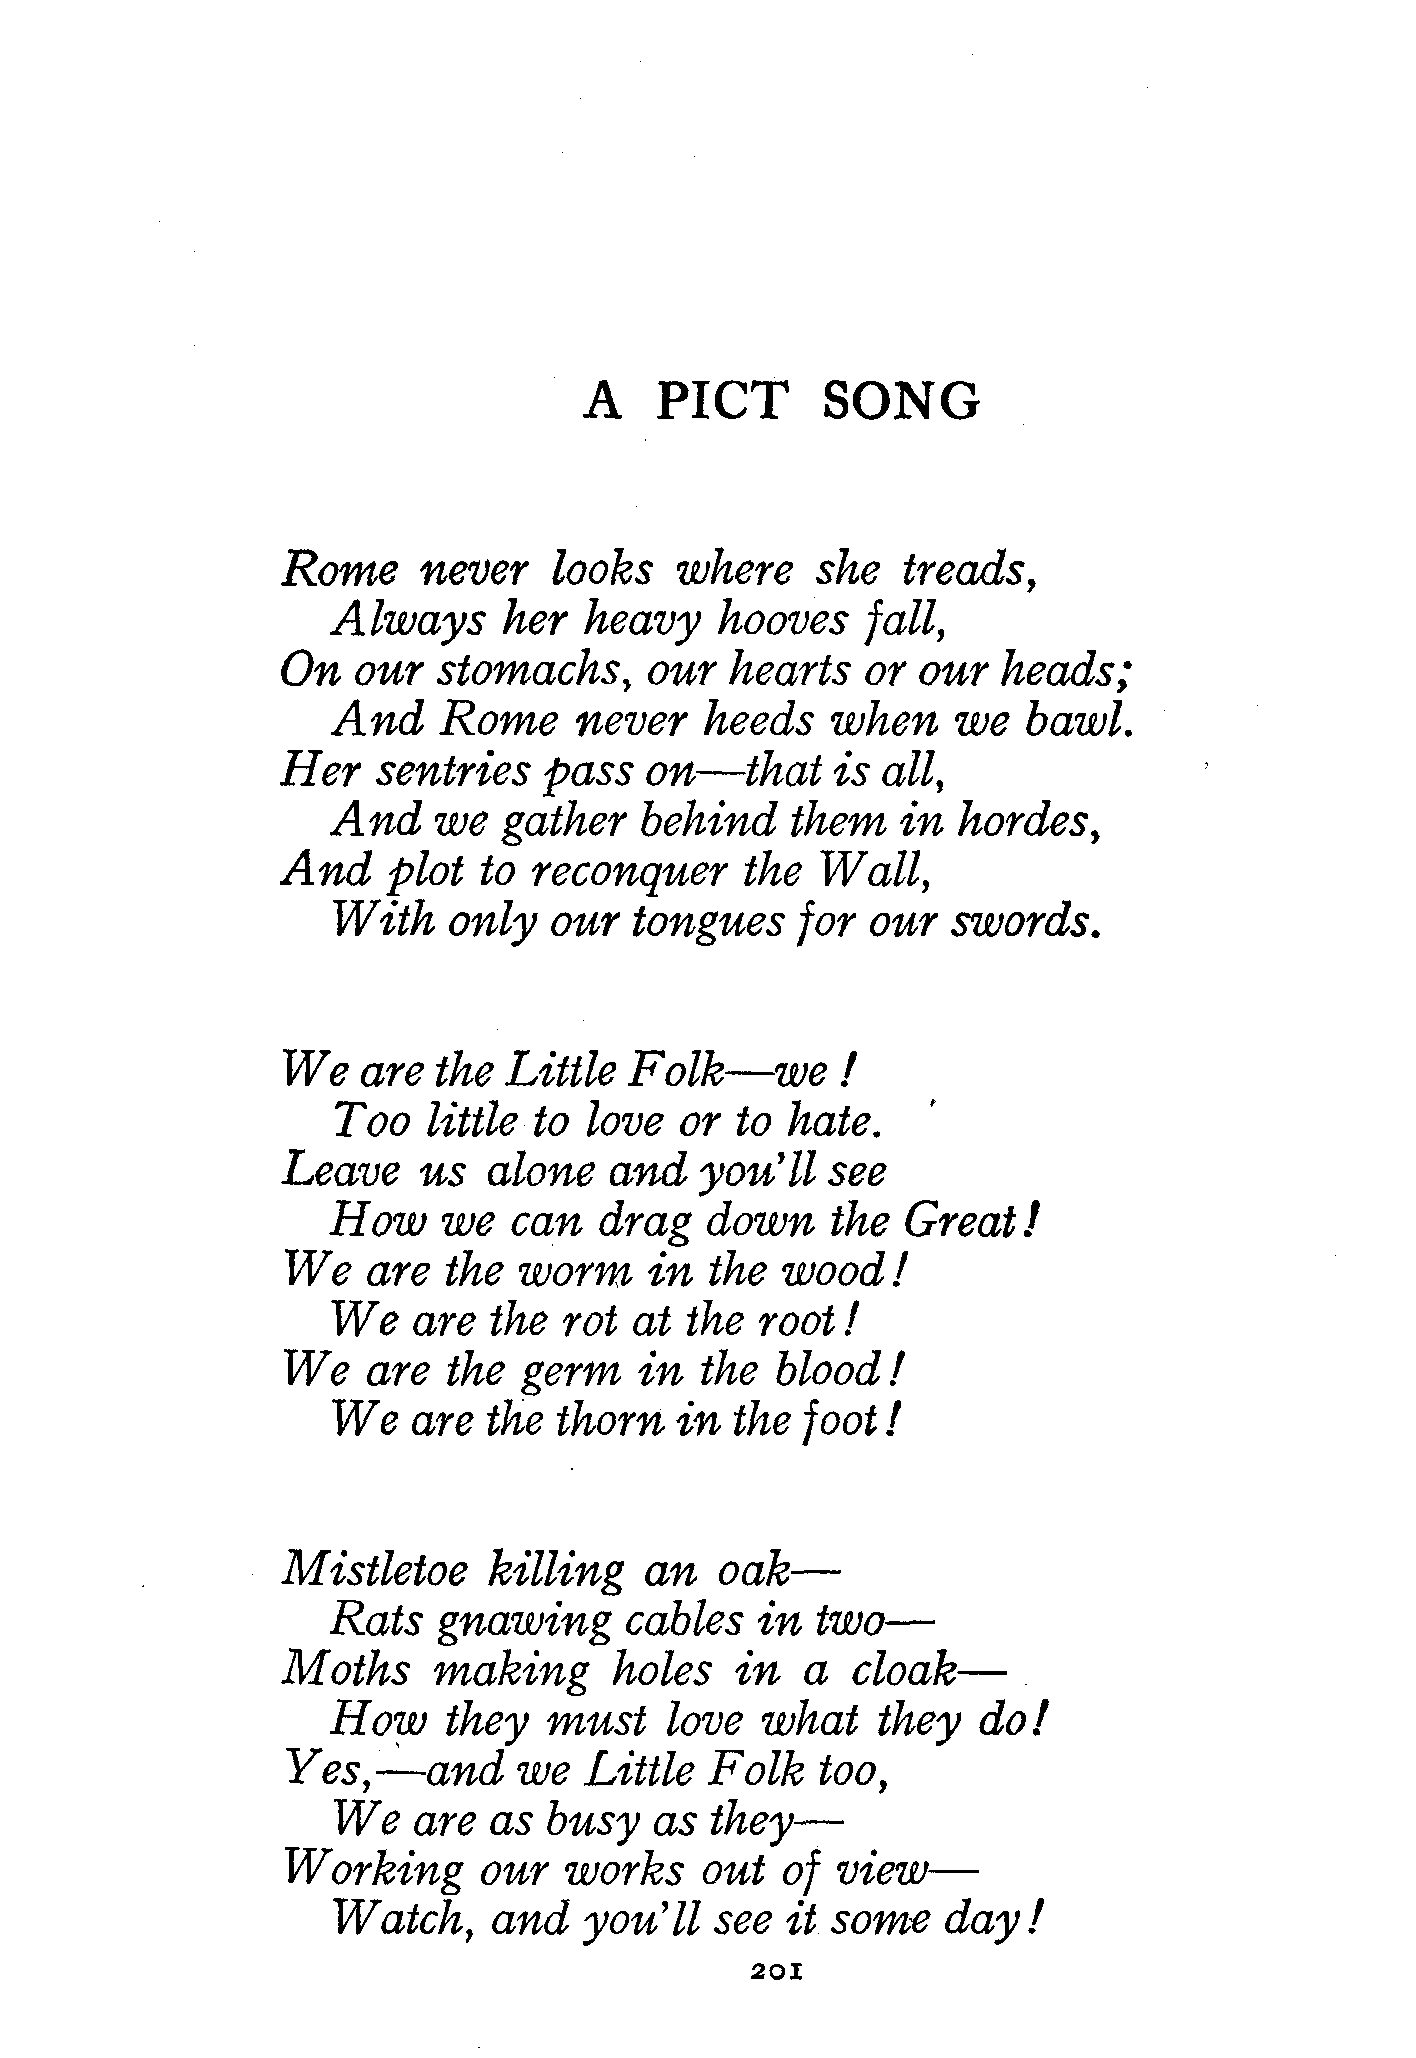 A PICT SONG
Rome never looks where she treads,
Always her heavy hooves fall,
On our stomachs, our hearts or our heads;
And Rome never heeds when we bawl.
Her sentries pass on—that is all,
And we gather behind them in hordes,
And plot to reconquer the Wall,
With only our tongues for our swords.
We are the Little Folk—we !
Too little to love or to hate.
Leave us alone and you'll see
How we can drag down the Great !
We are the worm in the wood !
We are the rot at the root !
We are the germ in the blood !
We are the thorn in the foot !
Mistletoe killing an oak—
Rats gnawing cables in two—
Moths making holes in a cloak—
How they must love what they do !
Yes,—and we Little Folk too,
We are as busy as they—
Working our works out of view—
Watch, and you'll see it some day !
201